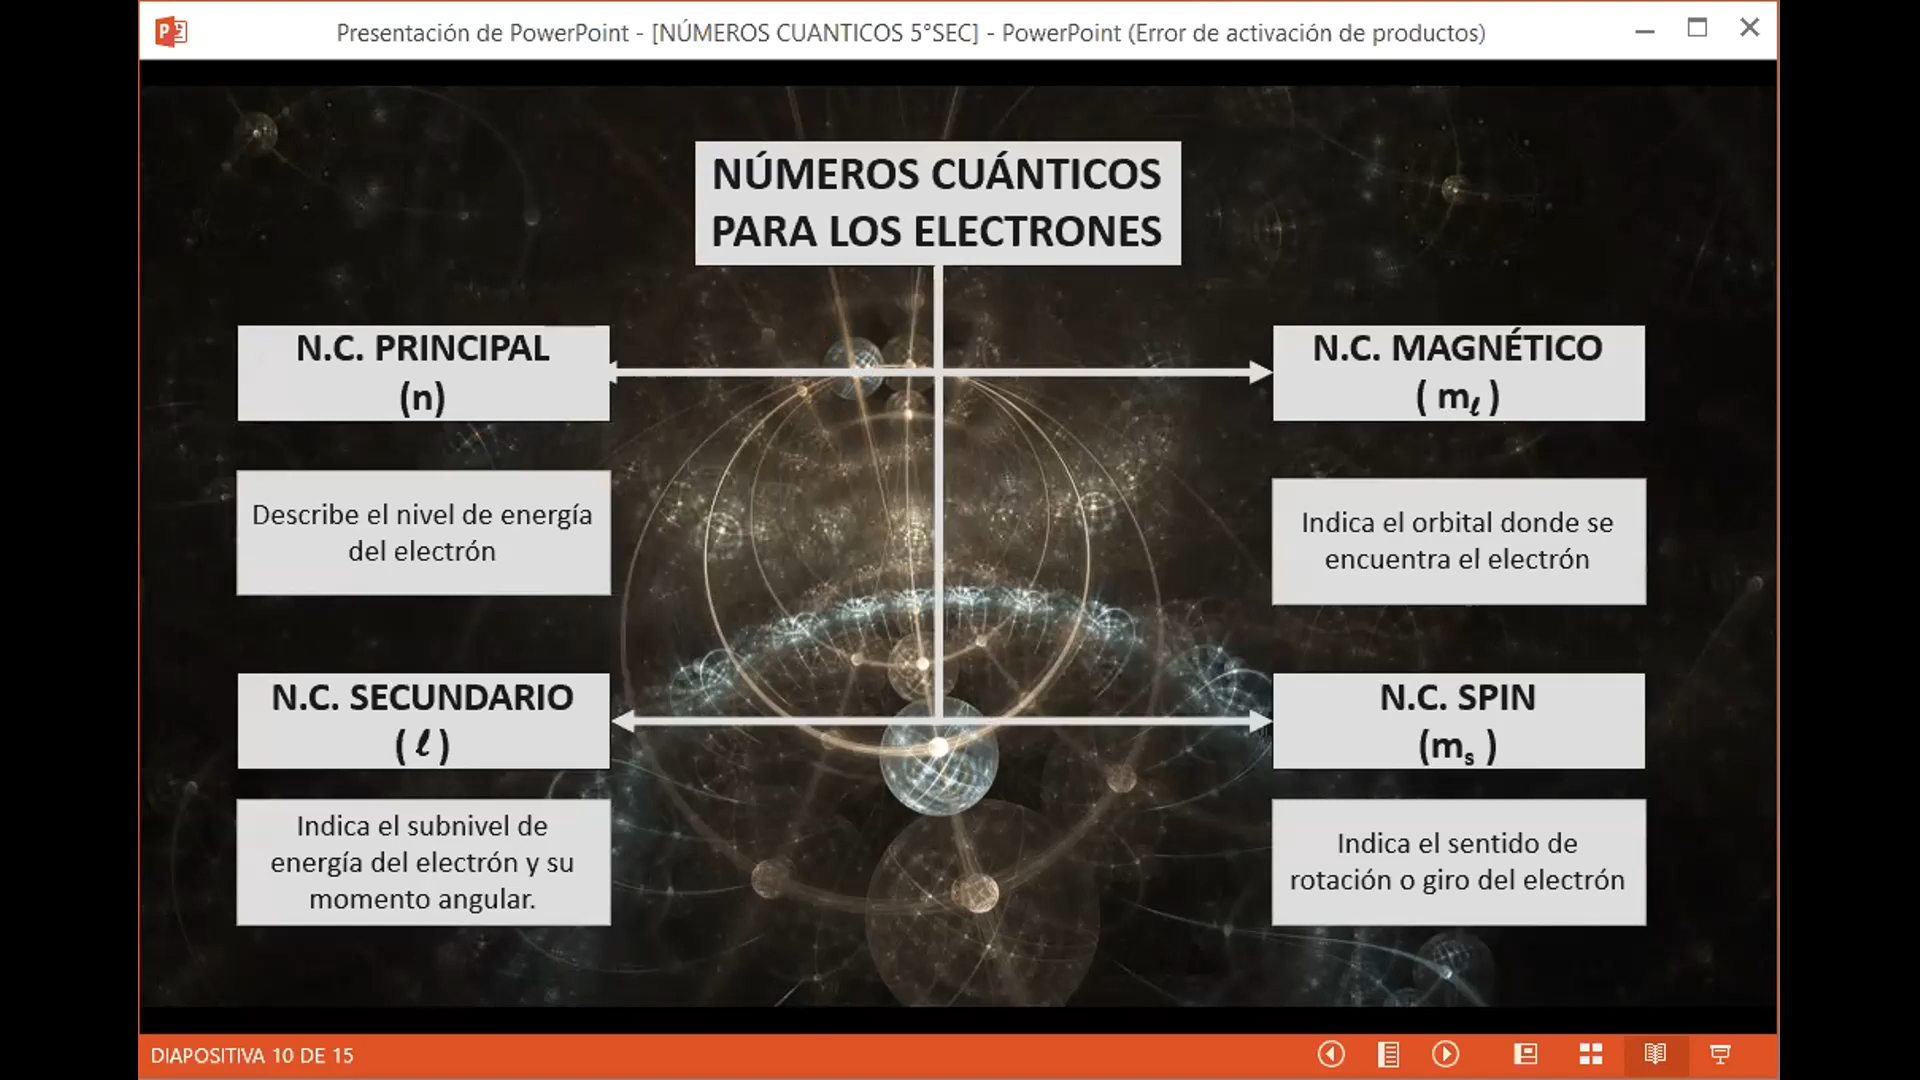 Presentación de PowerPoint - [NÚMEROS CUANTICOS 5°SEC] - PowerPoint (Error de activación de productos)
NÚMEROS CUÁNTICOS
PARA LOS ELECTRONES
N.C. PRINCIPAL
(n)
Describe el nivel de energía
del electrón
N.C. SECUNDARIO
( ℓ )
Indica el subnivel de
energía del electrón y su
momento angular.
N.C. MAGNÉTICO
( mℓ )
Indica el orbital donde se
encuentra el electrón
N.C. SPIN
(ms )
Indica el sentido de
rotación o giro del electrón
DIAPOSITIVA 10 DE 15